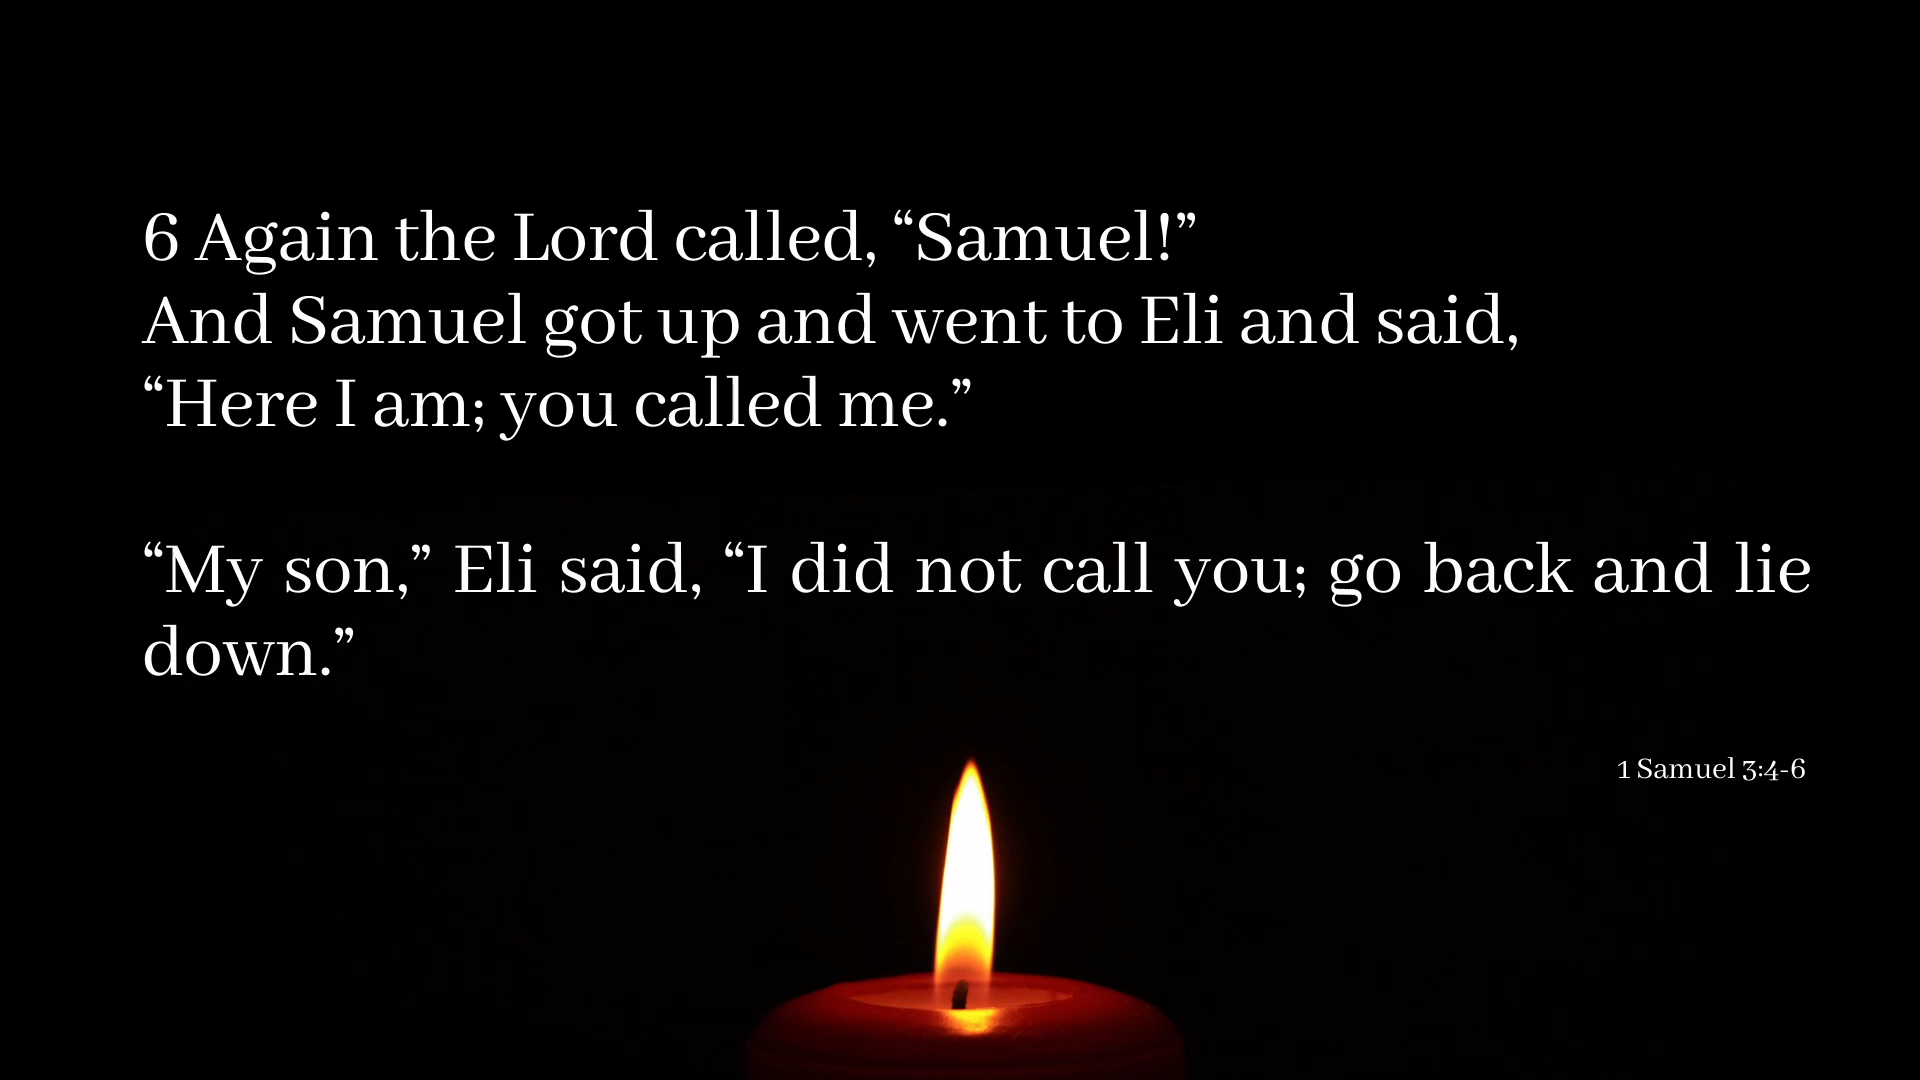 6 Again the Lord called, “Samuel!”
And Samuel got up and went to Eli and said,
“Here I am; you called me.”
“My son,” Eli said, “I did not call you; go back and lie
down.”
1 Samuel 3:4-6